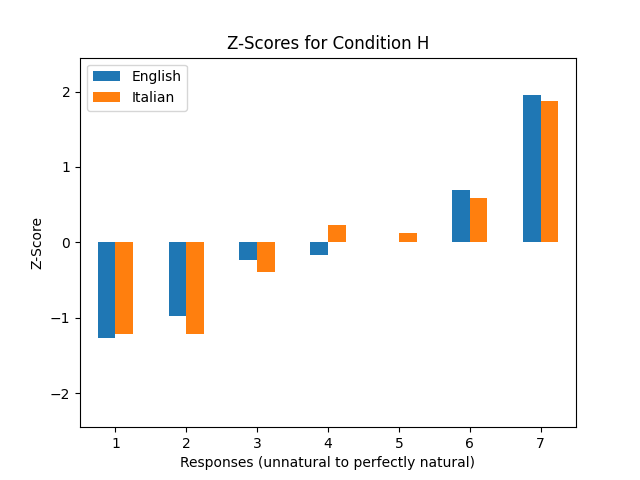 Z-Scores for Condition H
English
Italian
2
1
0
−1
−2
Z-Score
1 2 3 4 5 6 7
Responses (unnatural to perfectly natural)